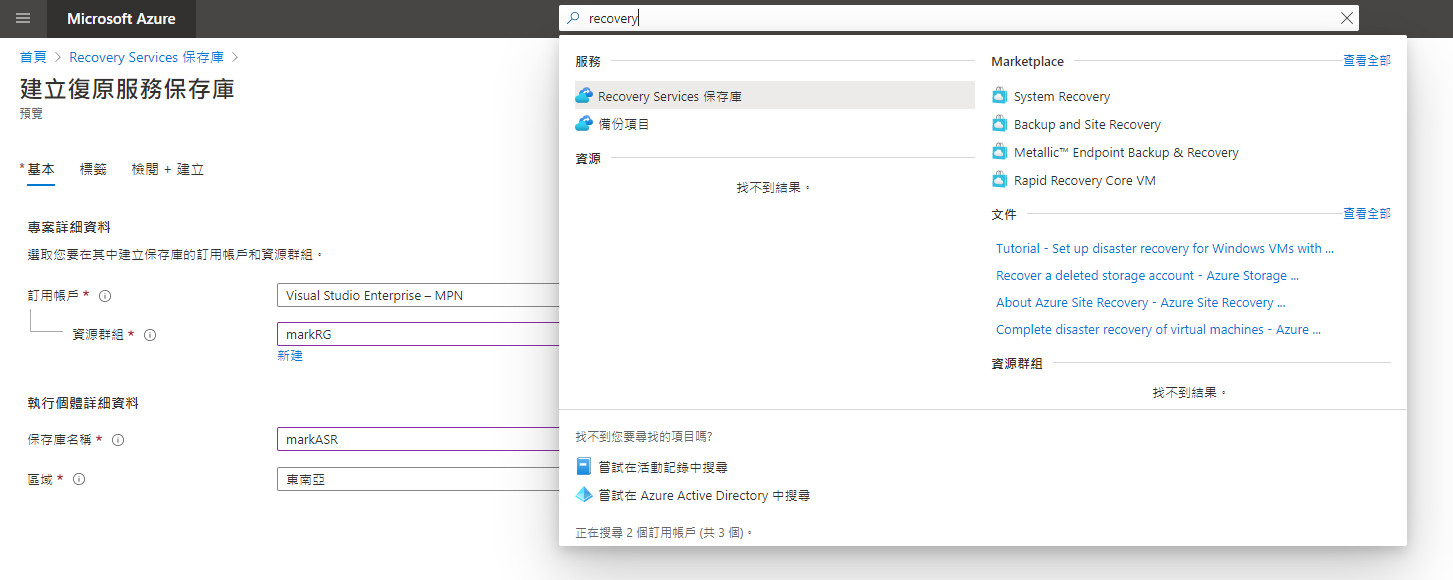 Microsoft Azure
recovery
首頁 > Recovery Services 保存庫 >
建立復原服務保存庫
預覽
* 基本 標籤 檢閱 + 建立
專案詳細資料
選取您要在其中建立保存庫的訂用帳戶和資源群組。
訂用帳戶 *
Visual Studio Enterprise – MPN
資源群組 *
markRG
新建
執行個體詳細資料
保存庫名稱 *
markASR
區域 *
東南亞
服務
Recovery Services 保存庫
備份項目
資源
找不到結果。
Marketplace 查看全部
System Recovery
Backup and Site Recovery
Metallic™ Endpoint Backup & Recovery
Rapid Recovery Core VM
文件 查看全部
Tutorial - Set up disaster recovery for Windows VMs with ...
Recover a deleted storage account - Azure Storage ...
About Azure Site Recovery - Azure Site Recovery ...
Complete disaster recovery of virtual machines - Azure ...
資源群組
找不到結果。
找不到您要尋找的項目嗎?
嘗試在活動記錄中搜尋
嘗試在 Azure Active Directory 中搜尋
正在搜尋 2 個訂用帳戶 (共 3 個)。